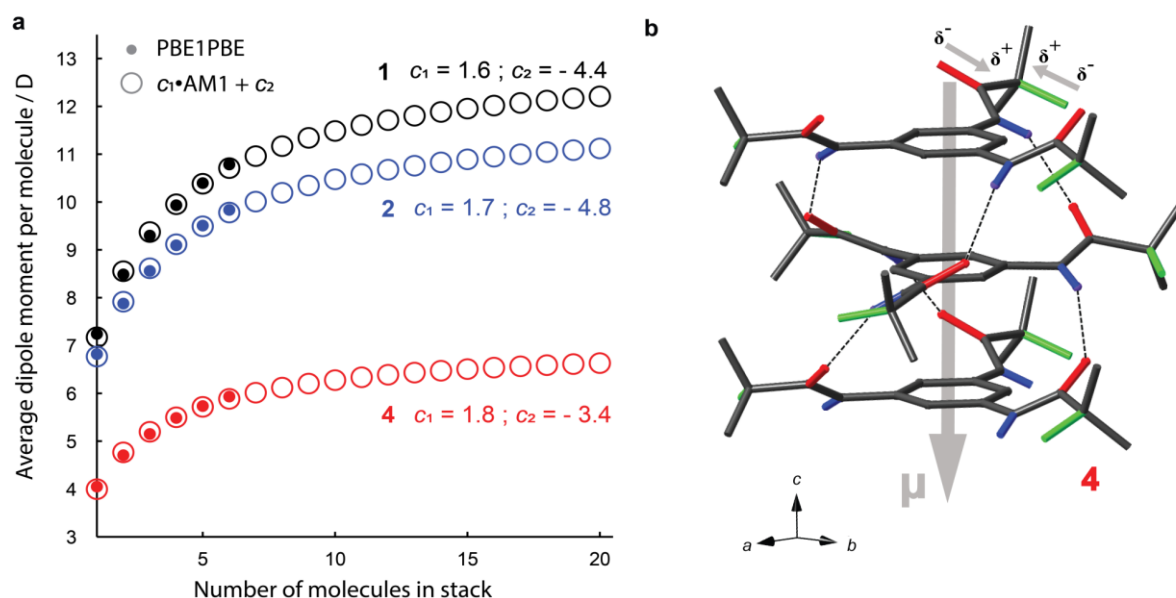 a
PBE1PBE
c₁•AM1 + c₂
Average dipole moment per molecule / D
13
12
11
10
9
8
7
6
5
4
3
1 c₁ = 1.6 ; c₂ = - 4.4
2 c₁ = 1.7 ; c₂ = - 4.8
4 c₁ = 1.8 ; c₂ = - 3.4
5 10 15 20
Number of molecules in stack
b
δ⁻ δ⁺ δ⁺ δ⁻
μ
4
c
a b